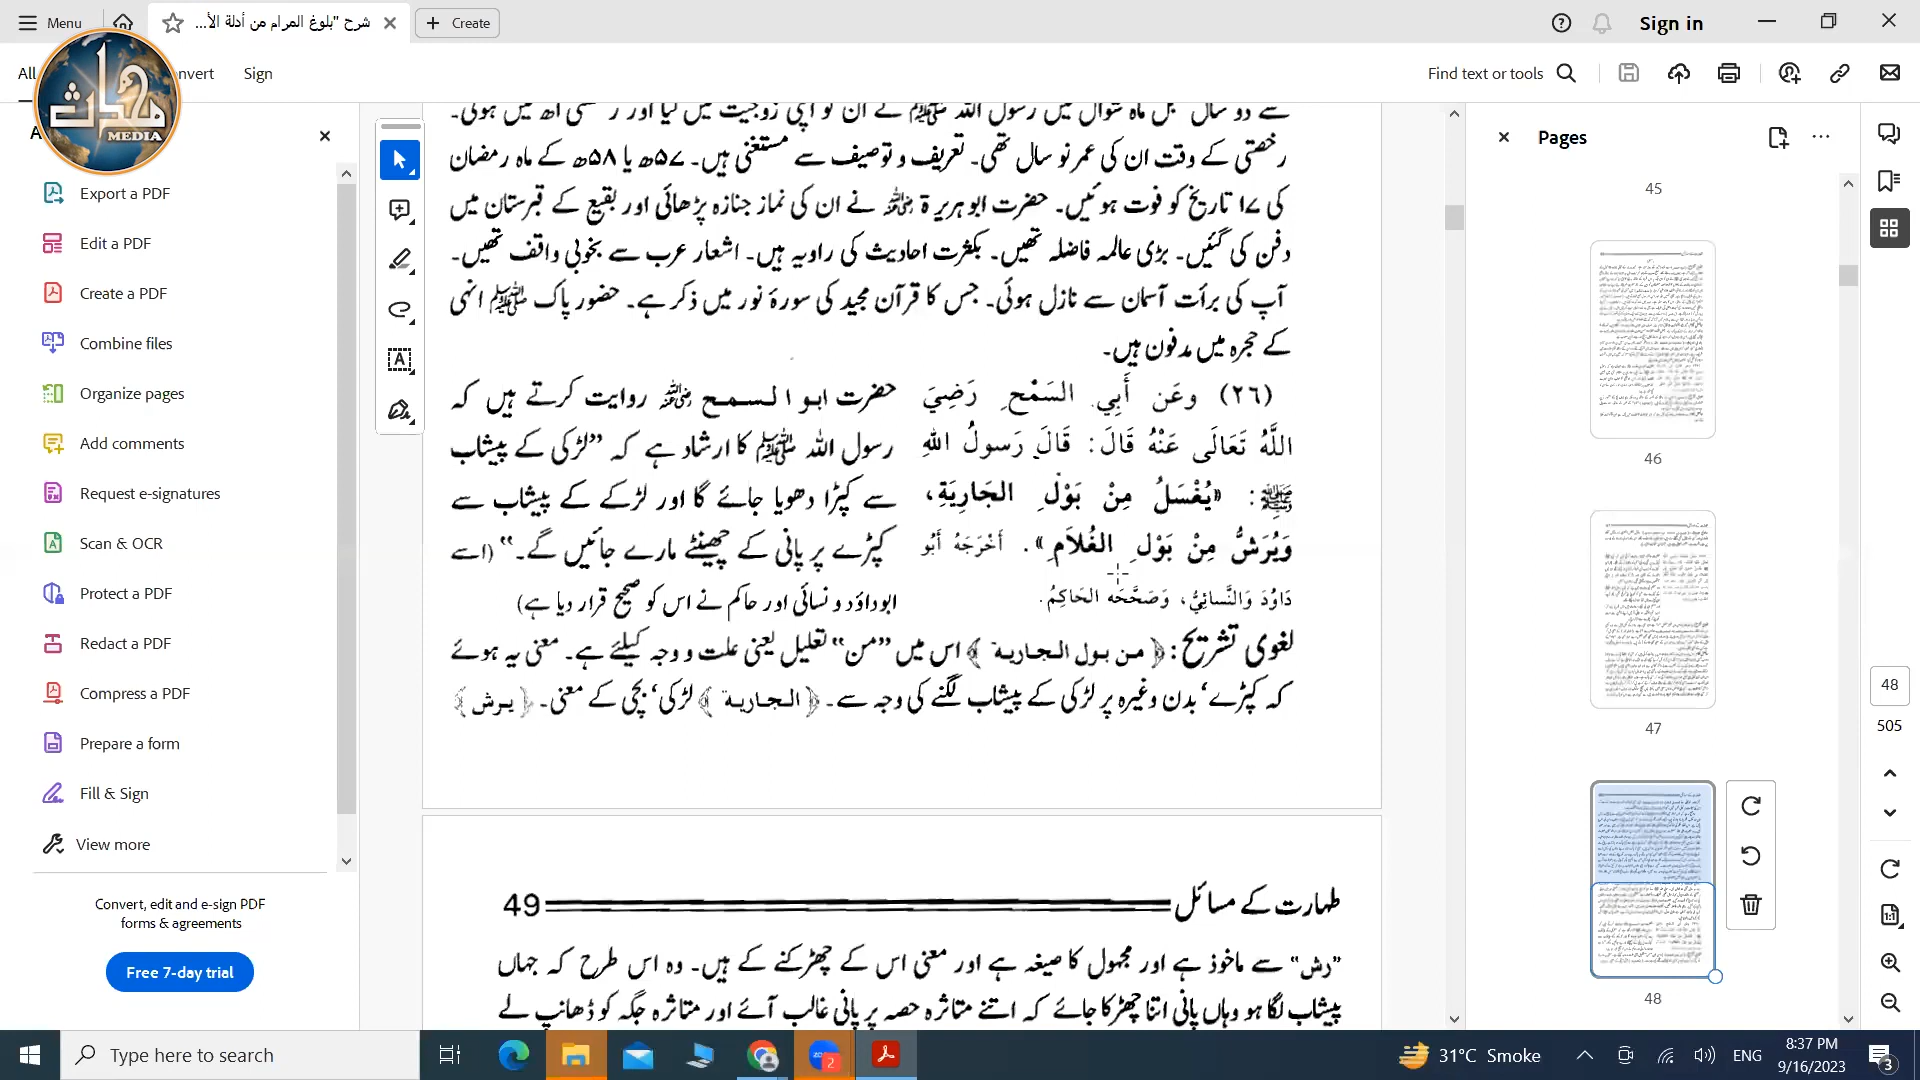 Menu
شرح "بلوغ المرام من أدلة الأ...
Create
Sign in
All
nvert
Sign
Find text or tools
MEDIA
Export a PDF
Edit a PDF
Create a PDF
Combine files
Organize pages
Add comments
Request e-signatures
Scan & OCR
Protect a PDF
Redact a PDF
Compress a PDF
Prepare a form
Fill & Sign
View more
Convert, edit and e-sign PDF
forms & agreements
Free 7-day trial
رخصتی کے وقت ان کی عمر نو سال تھی۔ تعریف و توصیف سے مستغنی ہیں۔ ۵۷ھ یا ۵۸ھ کے ماہ رمضان
کی ۱۷ تاریخ کو فوت ہوئیں۔ حضرت ابو ہریرۃ رضی اللہ عنہ نے ان کی نماز جنازہ پڑھائی اور بقیع کے قبرستان میں
دفن کی گئیں۔ بڑی عالمہ فاضلہ تھیں۔ بکثرت احادیث کی راویہ ہیں۔ اشعار عرب سے بخوبی واقف تھیں۔
آپ کی برأت آسمان سے نازل ہوئی۔ جس کا قرآن مجید کی سورۂ نور میں ذکر ہے۔ حضور پاک ﷺ انہی
کے حجرہ میں مدفون ہیں۔
(٢٦) وعَن أَبِي السَمْحِ رَضِيَ
اللَّهُ تَعَالَى عَنْهُ قَالَ: قَالَ رَسولُ اللهِ
ﷺ: «يُغْسَلُ مِنْ بَوْلِ الجَارِيَةِ،
وَيُرَشُّ مِنْ بَوْلِ الغُلاَمِ». أَخْرَجَهُ أَبُو
دَاوُدَ وَالنَّسائِيُّ، وَصَحَّحَه الحَاكِمُ.
حضرت ابو السمح رضی اللہ عنہ روایت کرتے ہیں کہ
رسول اللہ ﷺ کا ارشاد ہے کہ ”لڑکی کے پیشاب
سے کپڑا دھویا جائے گا اور لڑکے کے پیشاب سے
کپڑے پر پانی کے چھینٹے مارے جائیں گے۔“ (اسے
ابوداؤد و نسائی اور حاکم نے اس کو صحیح قرار دیا ہے)
لغوی تشریح: ﴿من بول الجارية﴾ اس میں ”من“ تعلیل یعنی علت و وجہ کیلئے ہے۔ معنی یہ ہوئے
کہ کپڑے‘ بدن وغیرہ پر لڑکی کے پیشاب لگنے کی وجہ سے۔ ﴿الجارية﴾ لڑکی‘ بچی کے معنی۔ ﴿يرش﴾
طہارت کے مسائل 49
”رش“ سے ماخوذ ہے اور مجہول کا صیغہ ہے اور معنی اس کے چھڑکنے کے ہیں۔ وہ اس طرح کہ جہاں
پیشاب لگا ہو وہاں پانی اتنا چھڑکا جائے کہ اتنے متاثرہ حصہ پر پانی غالب آئے اور متاثرہ جگہ کو ڈھانپ لے
Pages
45
46
47
48
48
505
Type here to search
31°C Smoke
ENG
8:37 PM
9/16/2023